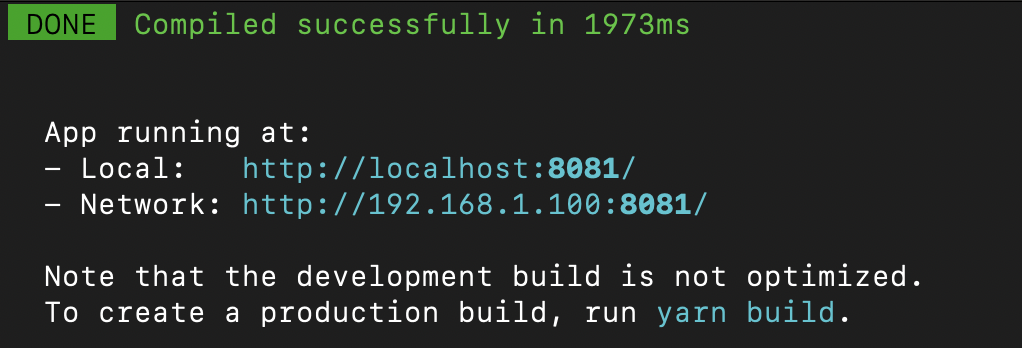 DONE Compiled successfully in 1973ms
App running at:
- Local: http://localhost:8081/
- Network: http://192.168.1.100:8081/
Note that the development build is not optimized.
To create a production build, run yarn build.